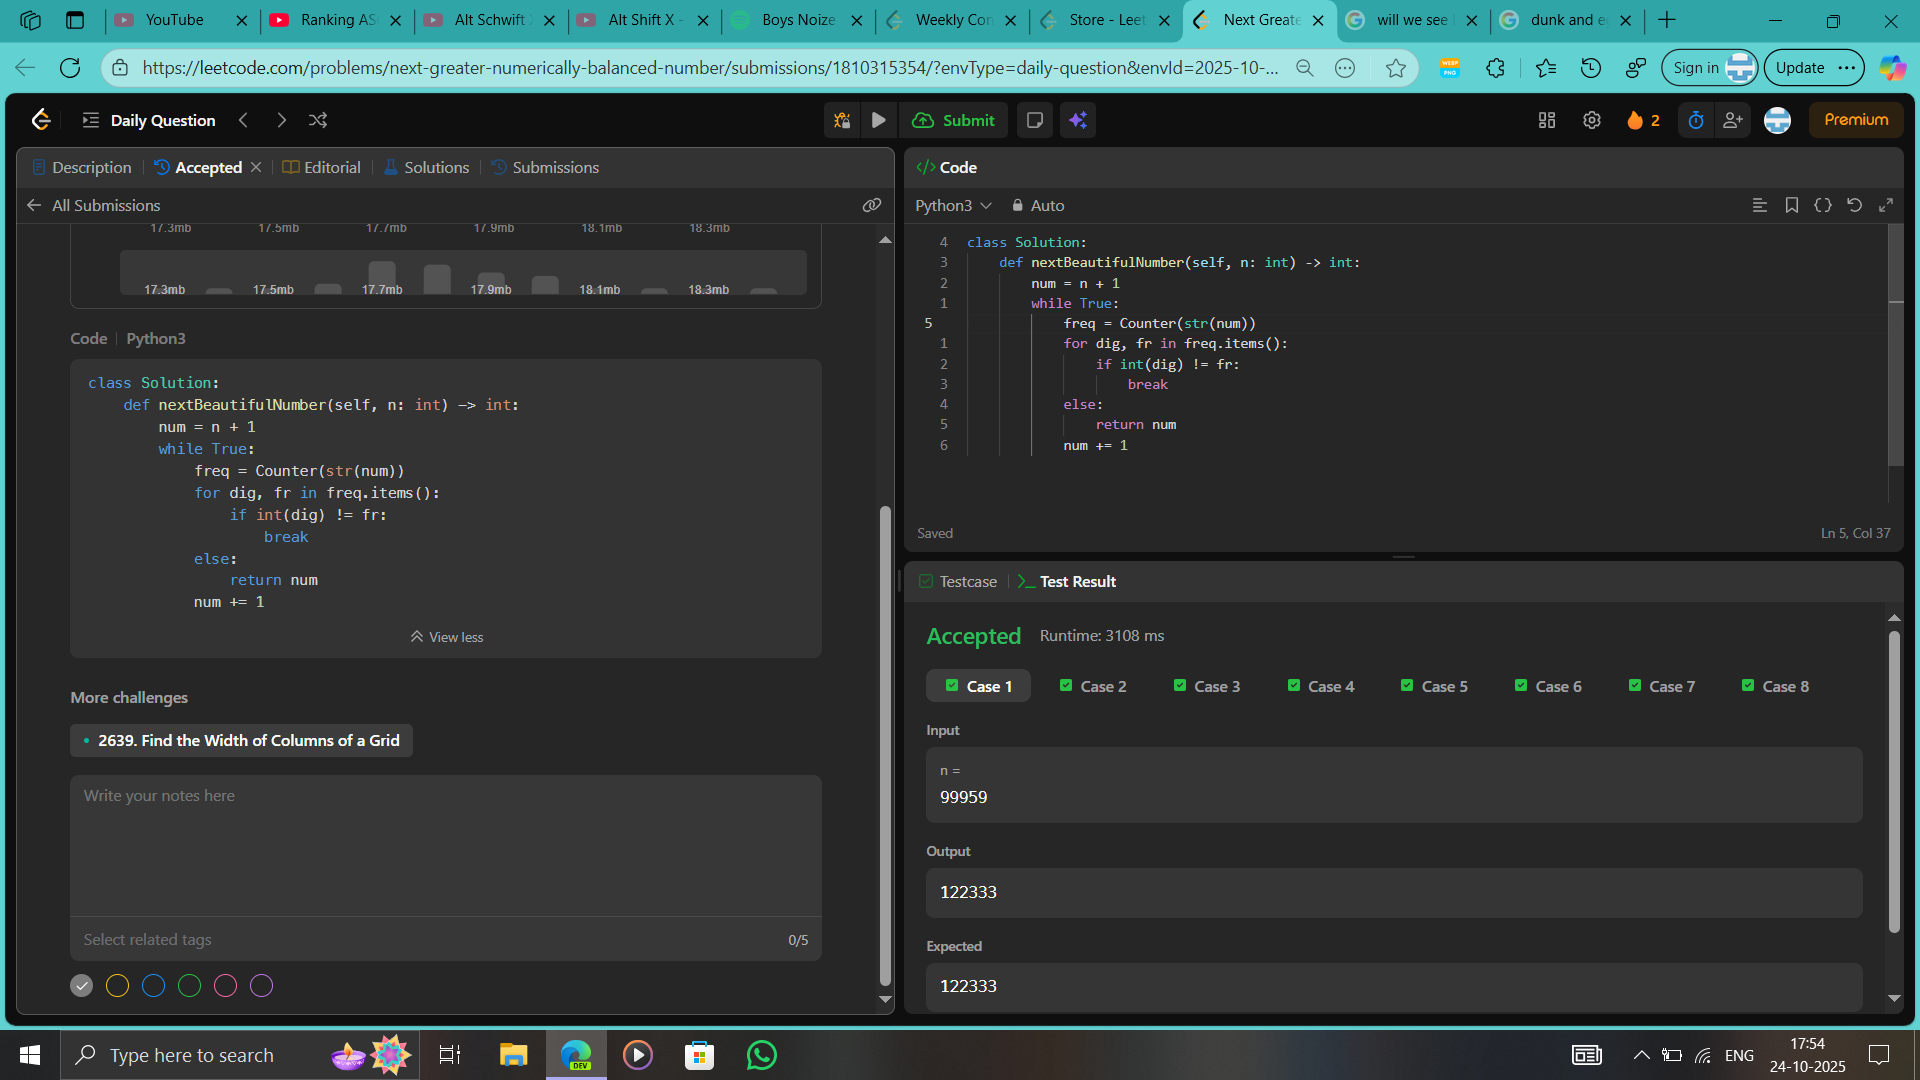 YouTube
Ranking AS
Alt Schwift X
Alt Shift X -
Boys Noize
Weekly Con
Store - Leet
Next Greate
will we see
dunk and e
https://leetcode.com/problems/next-greater-numerically-balanced-number/submissions/1810315354/?envType=daily-question&envId=2025-10-...
Sign in
Update
Daily Question
Submit
2
Premium
Description
Accepted
Editorial
Solutions
Submissions
All Submissions
17.3mb 17.5mb 17.7mb 17.9mb 18.1mb 18.3mb
17.3mb 17.5mb 17.7mb 17.9mb 18.1mb 18.3mb
Code
Python3
class Solution:
def nextBeautifulNumber(self, n: int) -> int:
num = n + 1
while True:
freq = Counter(str(num))
for dig, fr in freq.items():
if int(dig) != fr:
break
else:
return num
num += 1
View less
More challenges
2639. Find the Width of Columns of a Grid
Write your notes here
Select related tags
0/5
Code
Python3
Auto
4 class Solution:
3 def nextBeautifulNumber(self, n: int) -> int:
2 num = n + 1
1 while True:
5 freq = Counter(str(num))
1 for dig, fr in freq.items():
2 if int(dig) != fr:
3 break
4 else:
5 return num
6 num += 1
Saved
Ln 5, Col 37
Testcase
Test Result
Accepted
Runtime: 3108 ms
Case 1
Case 2
Case 3
Case 4
Case 5
Case 6
Case 7
Case 8
Input
n =
99959
Output
122333
Expected
122333
Type here to search
DEV
ENG
17:54
24-10-2025